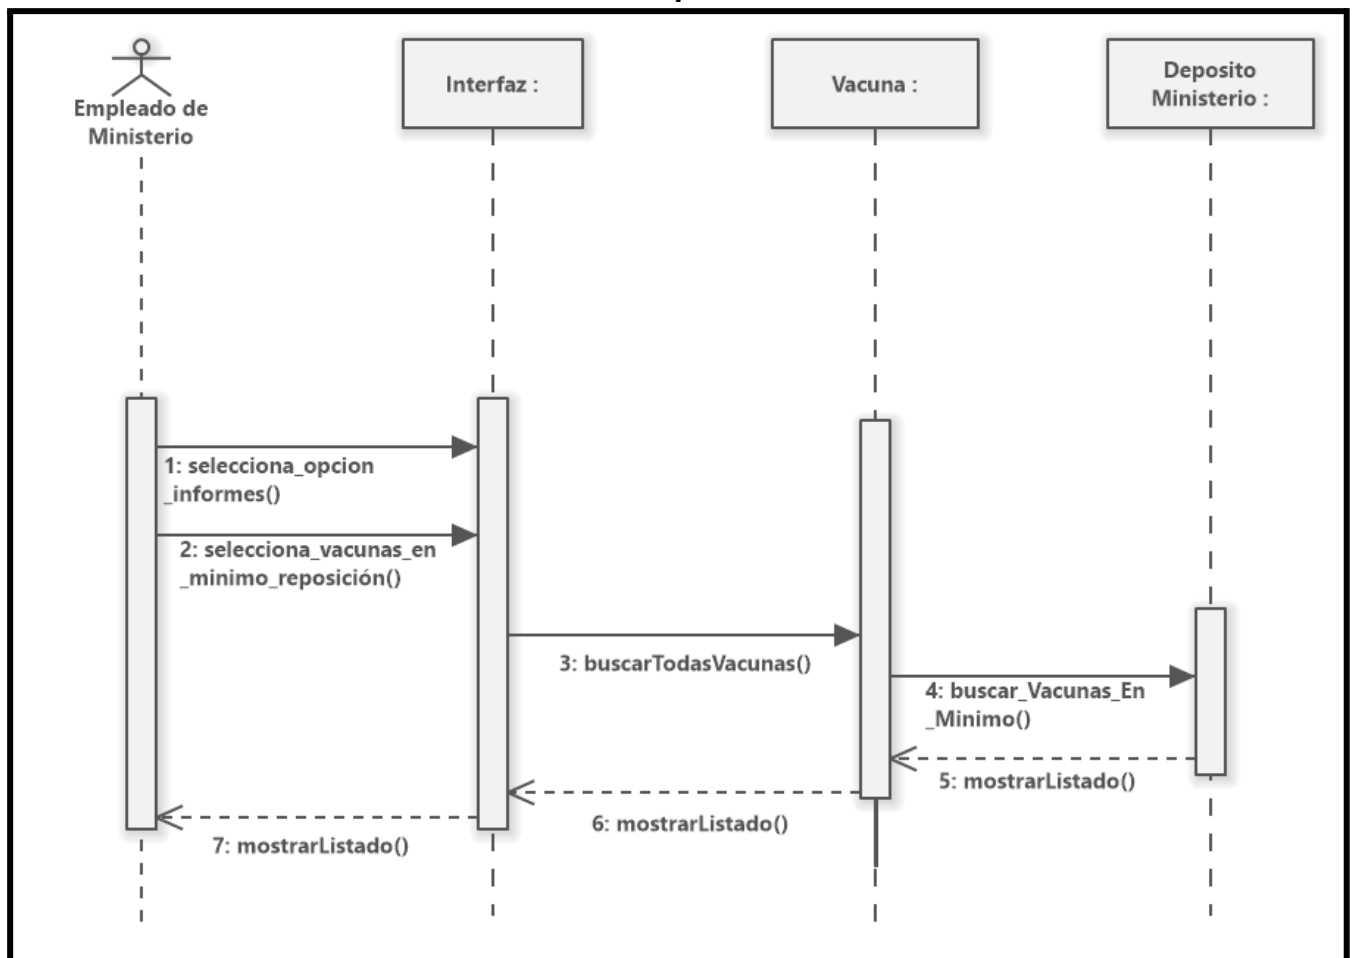 Empleado de
Ministerio
Interfaz :
Vacuna :
Deposito
Ministerio :
1: selecciona_opcion
_informes()
2: selecciona_vacunas_en
_minimo_reposición()
3: buscarTodasVacunas()
4: buscar_Vacunas_En
_Minimo()
5: mostrarListado()
6: mostrarListado()
7: mostrarListado()